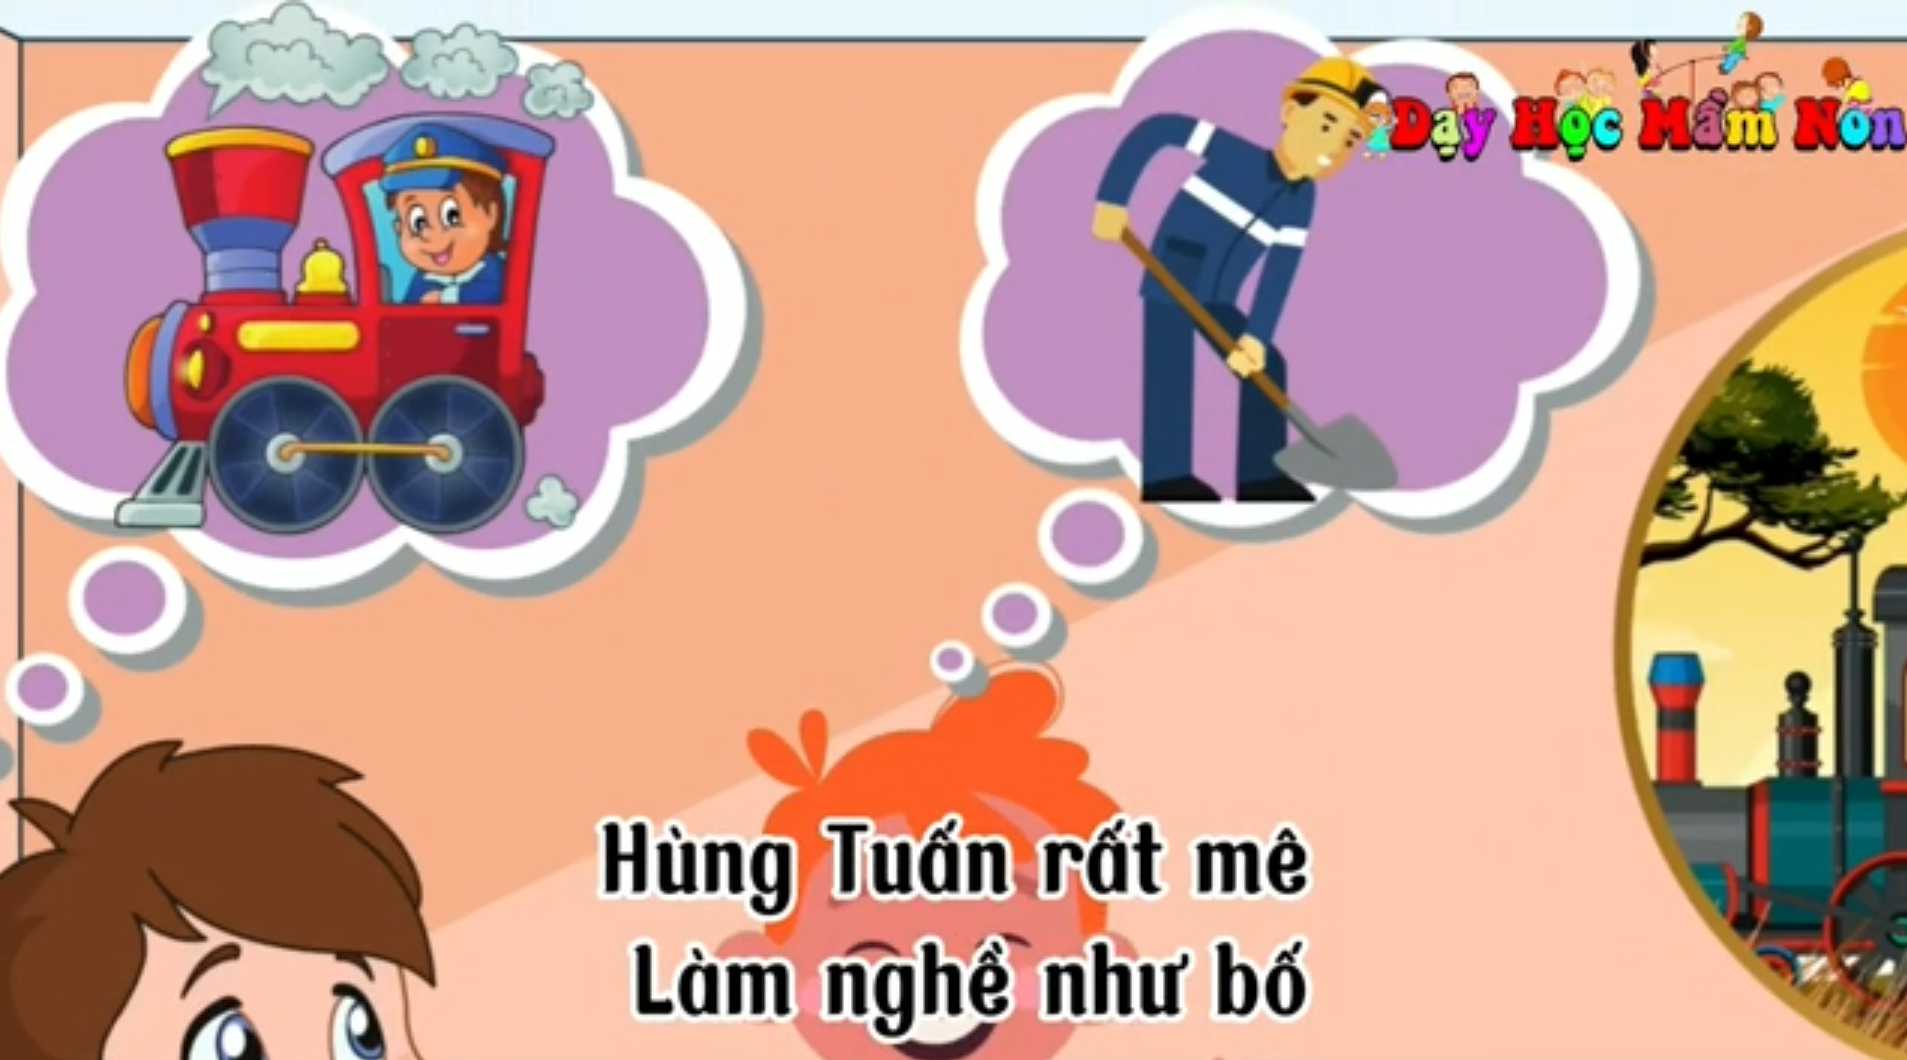 Dạy Học Mầm Non
Hùng Tuấn rất mê
Làm nghề như bố